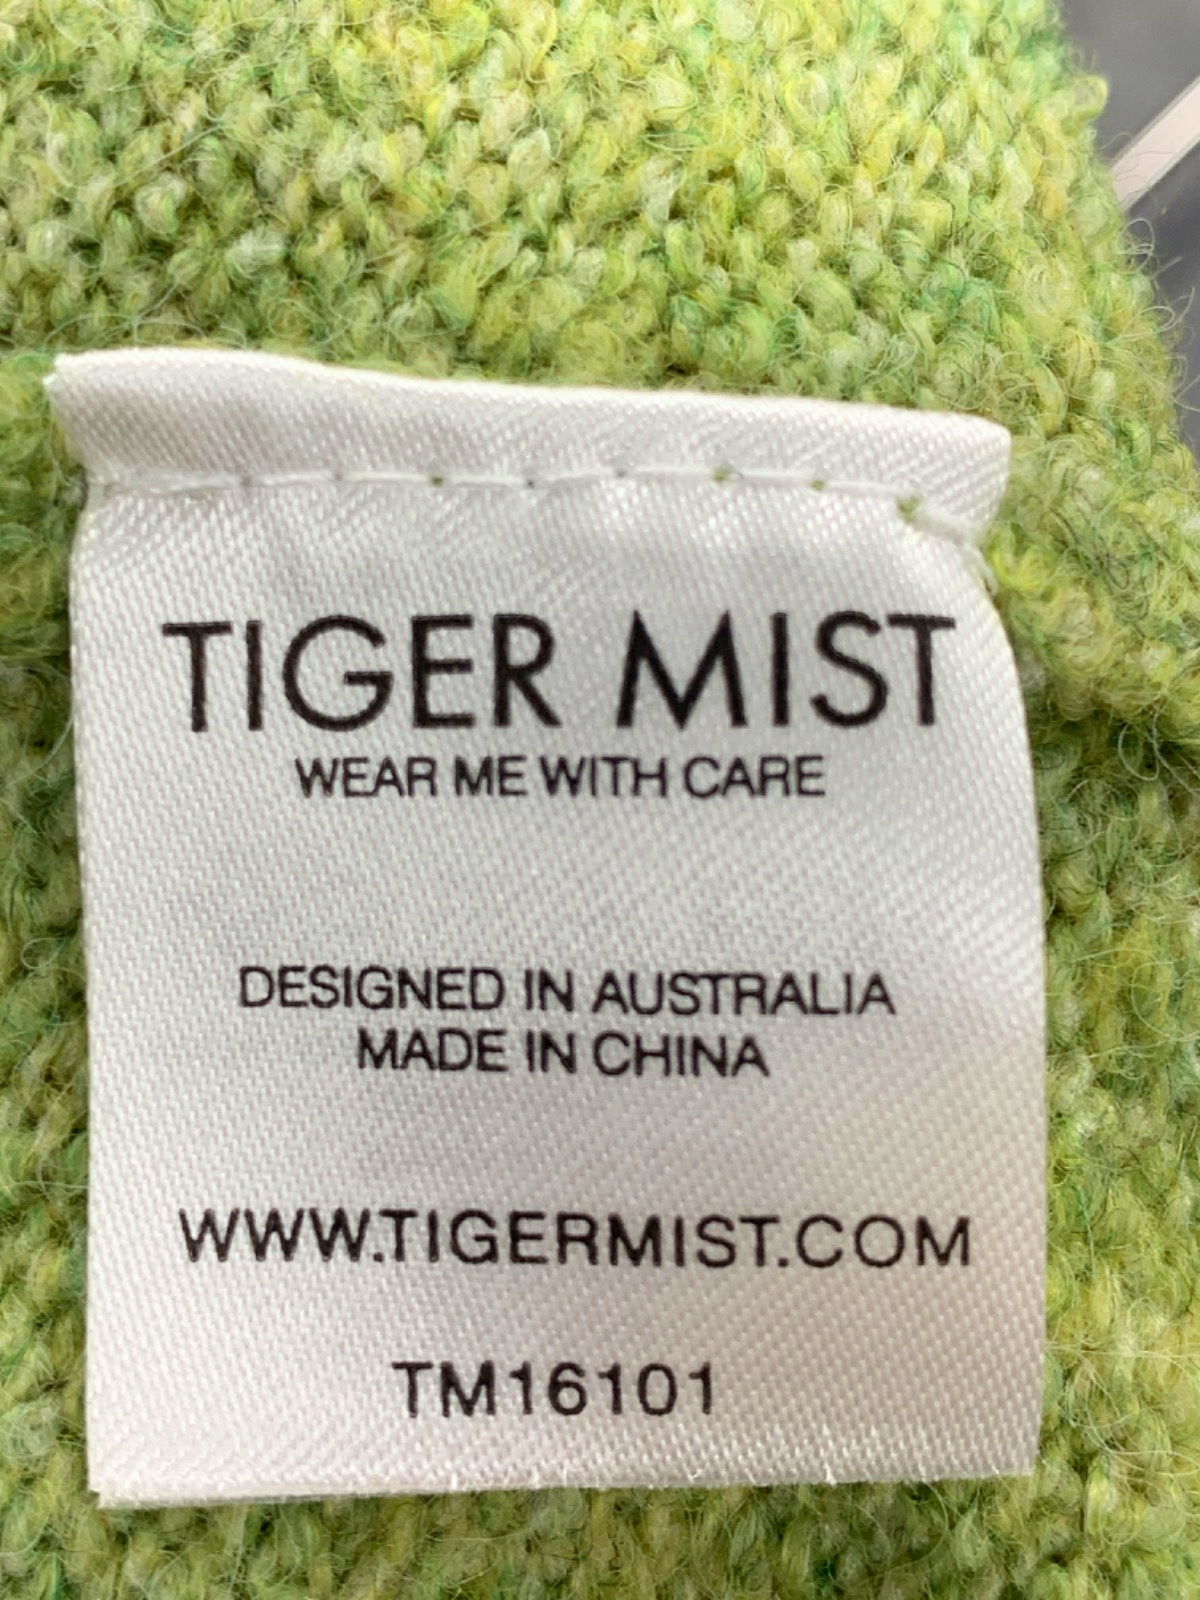 TIGER MIST
WEAR ME WITH CARE
DESIGNED IN AUSTRALIA
MADE IN CHINA
WWW.TIGERMIST.COM
TM16101